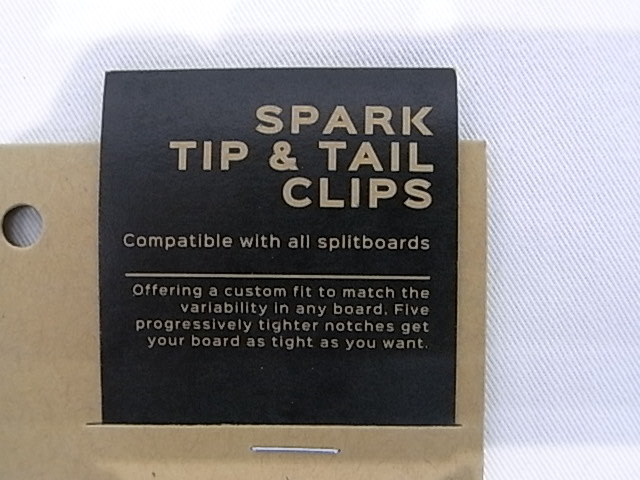 SPARK
TIP & TAIL
CLIPS
Compatible with all splitboards
Offering a custom fit to match the
variability in any board. Five
progressively tighter notches get
your board as tight as you want.